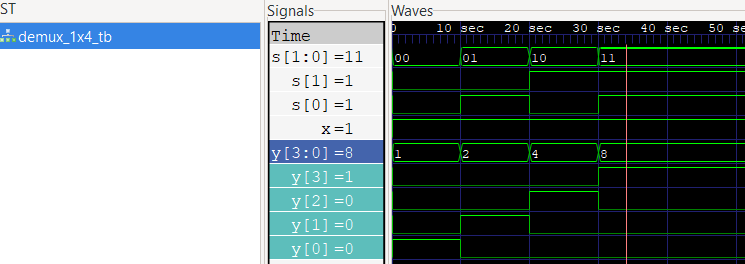 ST
demux_1x4_tb
Signals
Time
s[1:0]=11
s[1]=1
s[0]=1
x=1
y[3:0]=8
y[3]=1
y[2]=0
y[1]=0
y[0]=0
Waves
0 10 sec 20 sec 30 sec 40 sec 50 sec
00 01 10 11
1 2 4 8